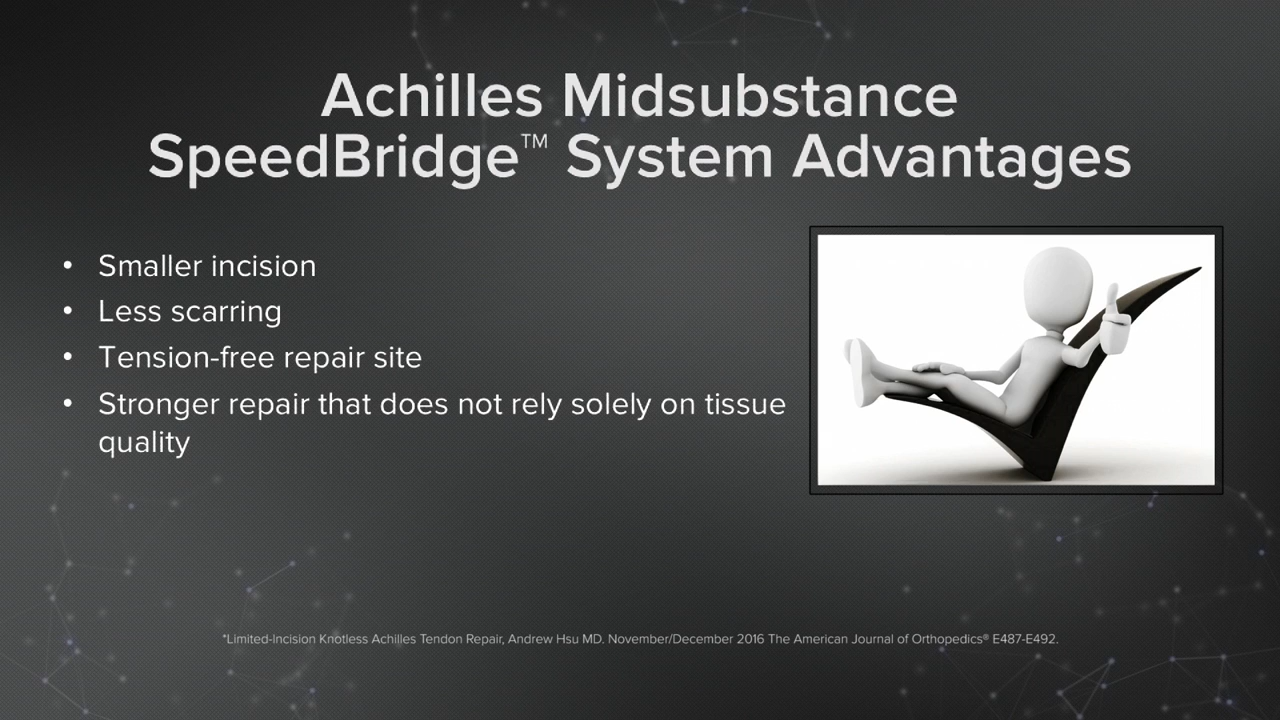 Achilles Midsubstance
SpeedBridge™ System Advantages
• Smaller incision
• Less scarring
• Tension-free repair site
• Stronger repair that does not rely solely on tissue
quality
*Limited-Incision Knotless Achilles Tendon Repair, Andrew Hsu MD. November/December 2016 The American Journal of Orthopedics® E487-E492.